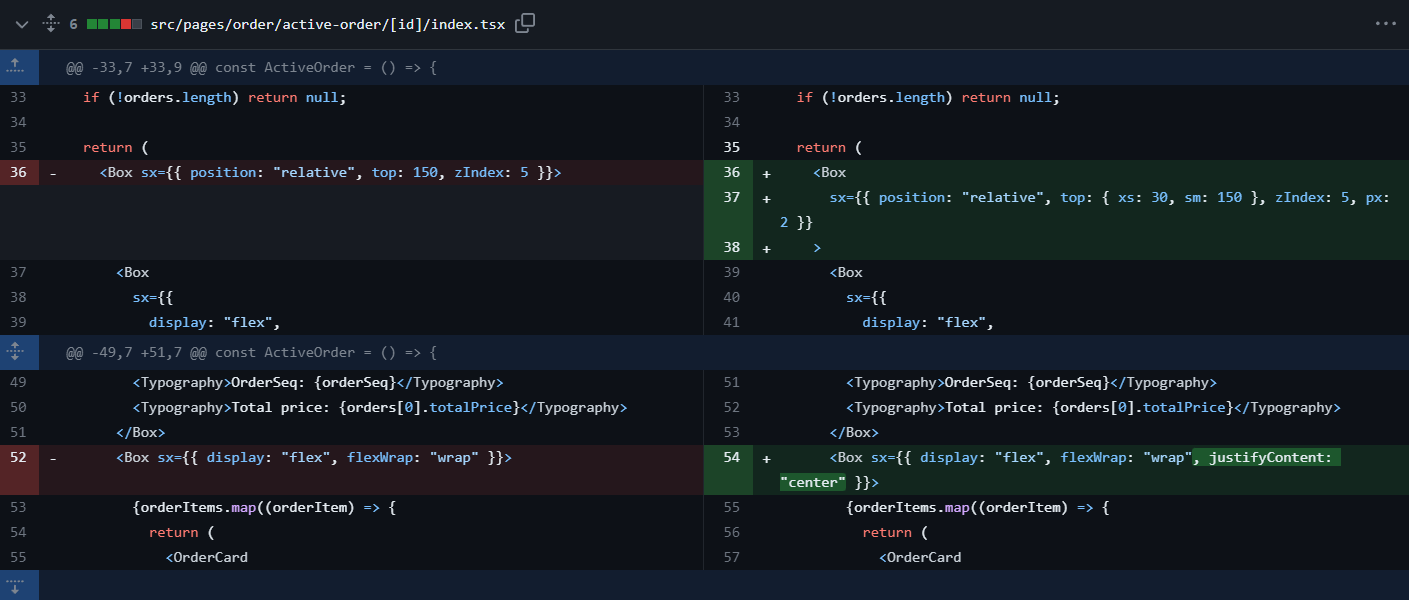 6 src/pages/order/active-order/[id]/index.tsx
@@ -33,7 +33,9 @@ const ActiveOrder = () => {
33 if (!orders.length) return null; 33 if (!orders.length) return null;
34 34
35 return ( 35 return (
36 - <Box sx={{ position: "relative", top: 150, zIndex: 5 }}> 36 + <Box
37 + sx={{ position: "relative", top: { xs: 30, sm: 150 }, zIndex: 5, px:
2 }}
38 + >
37 <Box 39 <Box
38 sx={{ 40 sx={{
39 display: "flex", 41 display: "flex",
@@ -49,7 +51,7 @@ const ActiveOrder = () => {
49 <Typography>OrderSeq: {orderSeq}</Typography> 51 <Typography>OrderSeq: {orderSeq}</Typography>
50 <Typography>Total price: {orders[0].totalPrice}</Typography> 52 <Typography>Total price: {orders[0].totalPrice}</Typography>
51 </Box> 53 </Box>
52 - <Box sx={{ display: "flex", flexWrap: "wrap" }}> 54 + <Box sx={{ display: "flex", flexWrap: "wrap", justifyContent:
"center" }}>
53 {orderItems.map((orderItem) => { 55 {orderItems.map((orderItem) => {
54 return ( 56 return (
55 <OrderCard 57 <OrderCard